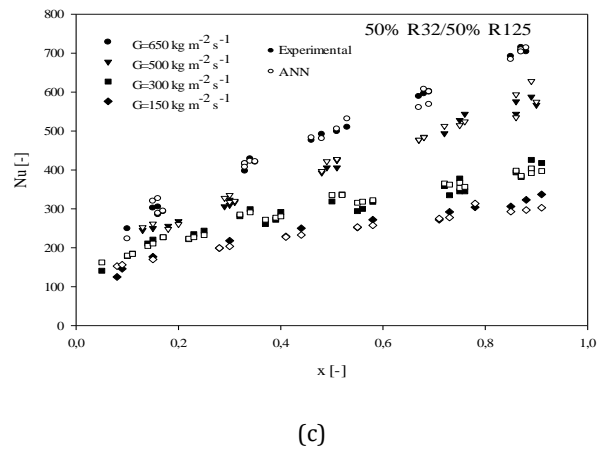 800
700
600
500
400
300
200
100
0
Nu [-]
50% R32/50% R125
G=650 kg m⁻² s⁻¹
G=500 kg m⁻² s⁻¹
G=300 kg m⁻² s⁻¹
G=150 kg m⁻² s⁻¹
Experimental
ANN
0,0 0,2 0,4 0,6 0,8 1,0
x [-]
(c)